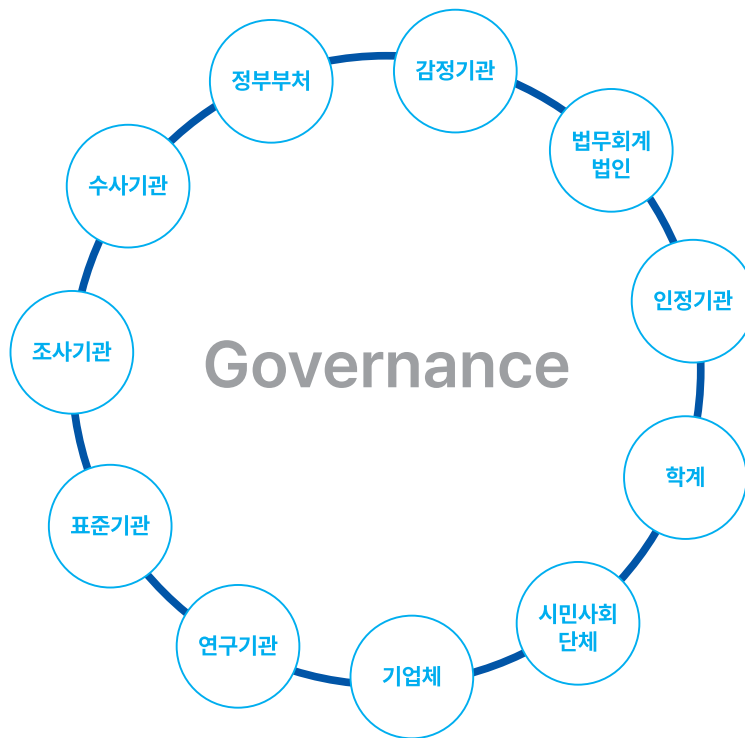 정부부처
감정기관
법무회계
법인
인정기관
학계
시민사회
단체
기업체
연구기관
표준기관
조사기관
수사기관
Governance